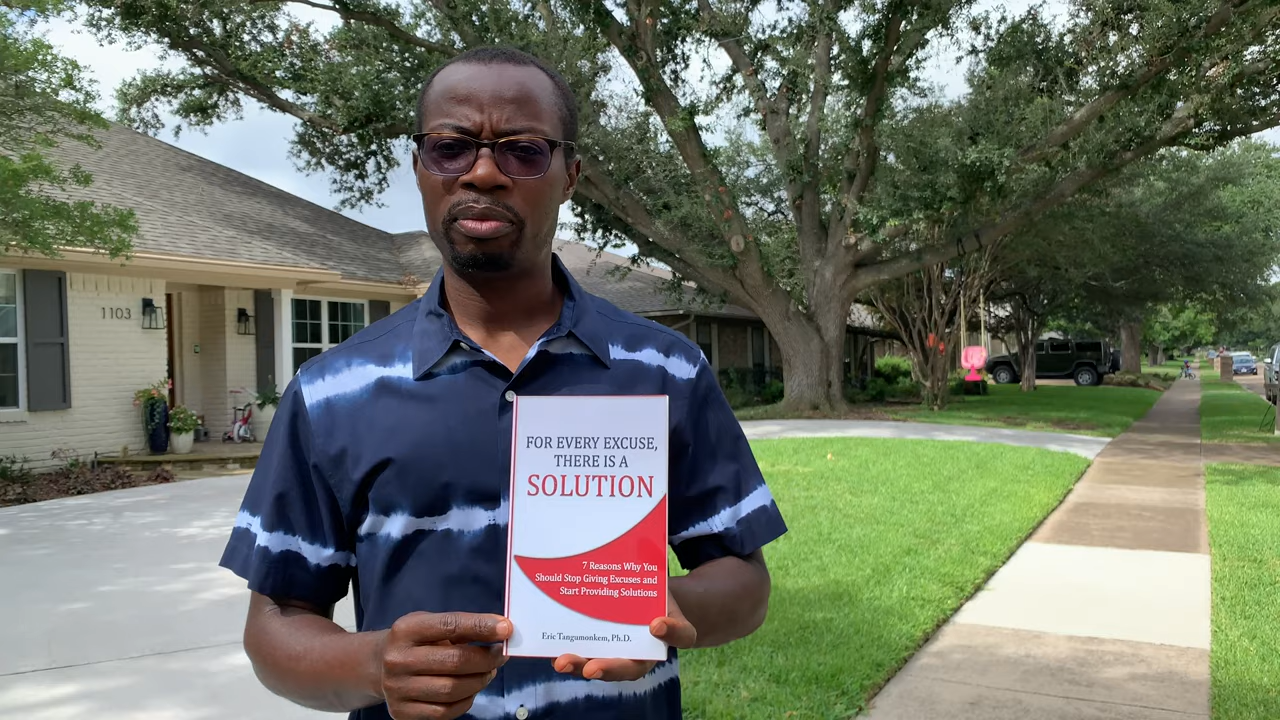 1103
FOR EVERY EXCUSE,
THERE IS A
SOLUTION
7 Reasons Why You
Should Stop Giving Excuses and
Start Providing Solutions
Eric Tangumonkem, Ph.D.